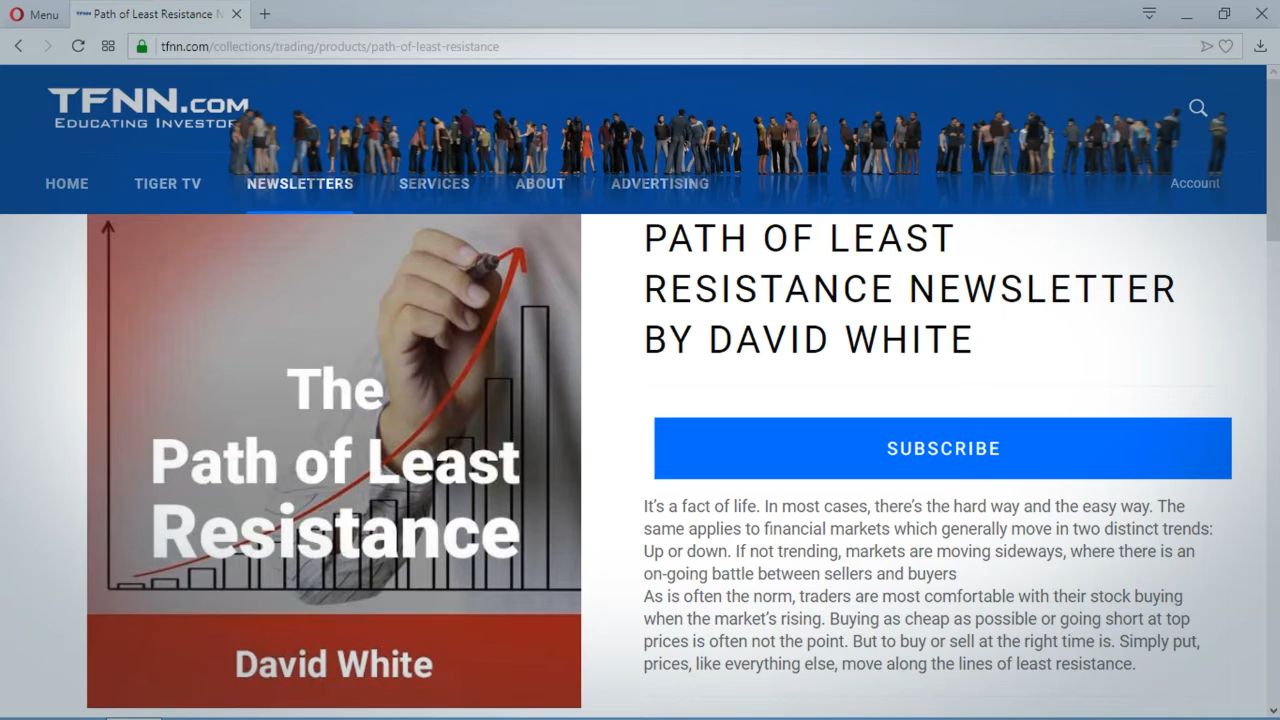 Menu
Path of Least Resistance N
tfnn.com/collections/trading/products/path-of-least-resistance
TFNN.COM
EDUCATING INVESTOR
HOME
TIGER TV
NEWSLETTERS
SERVICES
ABOUT
ADVERTISING
Account
The
Path of Least
Resistance
David White
PATH OF LEAST
RESISTANCE NEWSLETTER
BY DAVID WHITE
SUBSCRIBE
It’s a fact of life. In most cases, there’s the hard way and the easy way. The
same applies to financial markets which generally move in two distinct trends:
Up or down. If not trending, markets are moving sideways, where there is an
on-going battle between sellers and buyers
As is often the norm, traders are most comfortable with their stock buying
when the market’s rising. Buying as cheap as possible or going short at top
prices is often not the point. But to buy or sell at the right time is. Simply put,
prices, like everything else, move along the lines of least resistance.